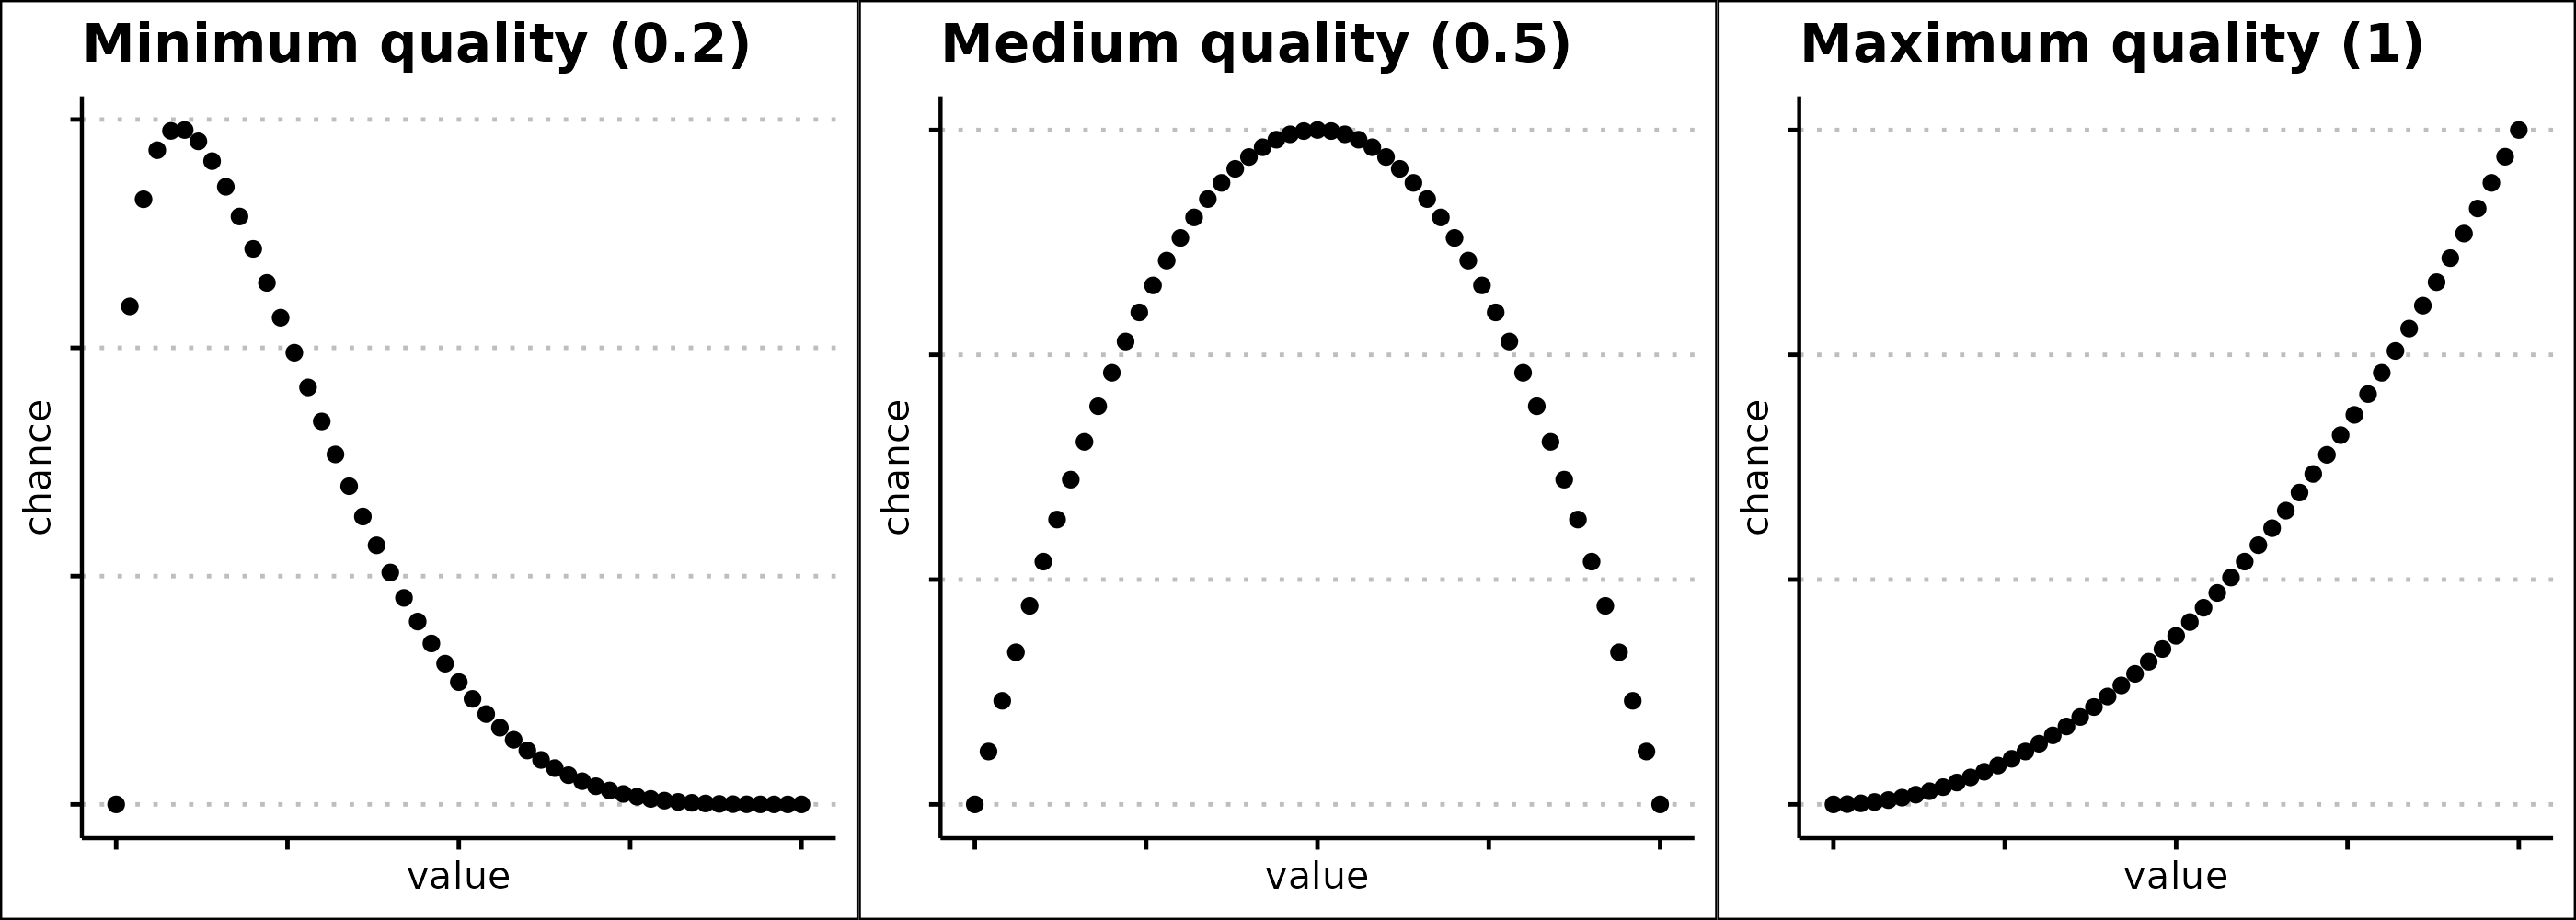 Minimum quality (0.2)
chance
value
Medium quality (0.5)
chance
value
Maximum quality (1)
chance
value